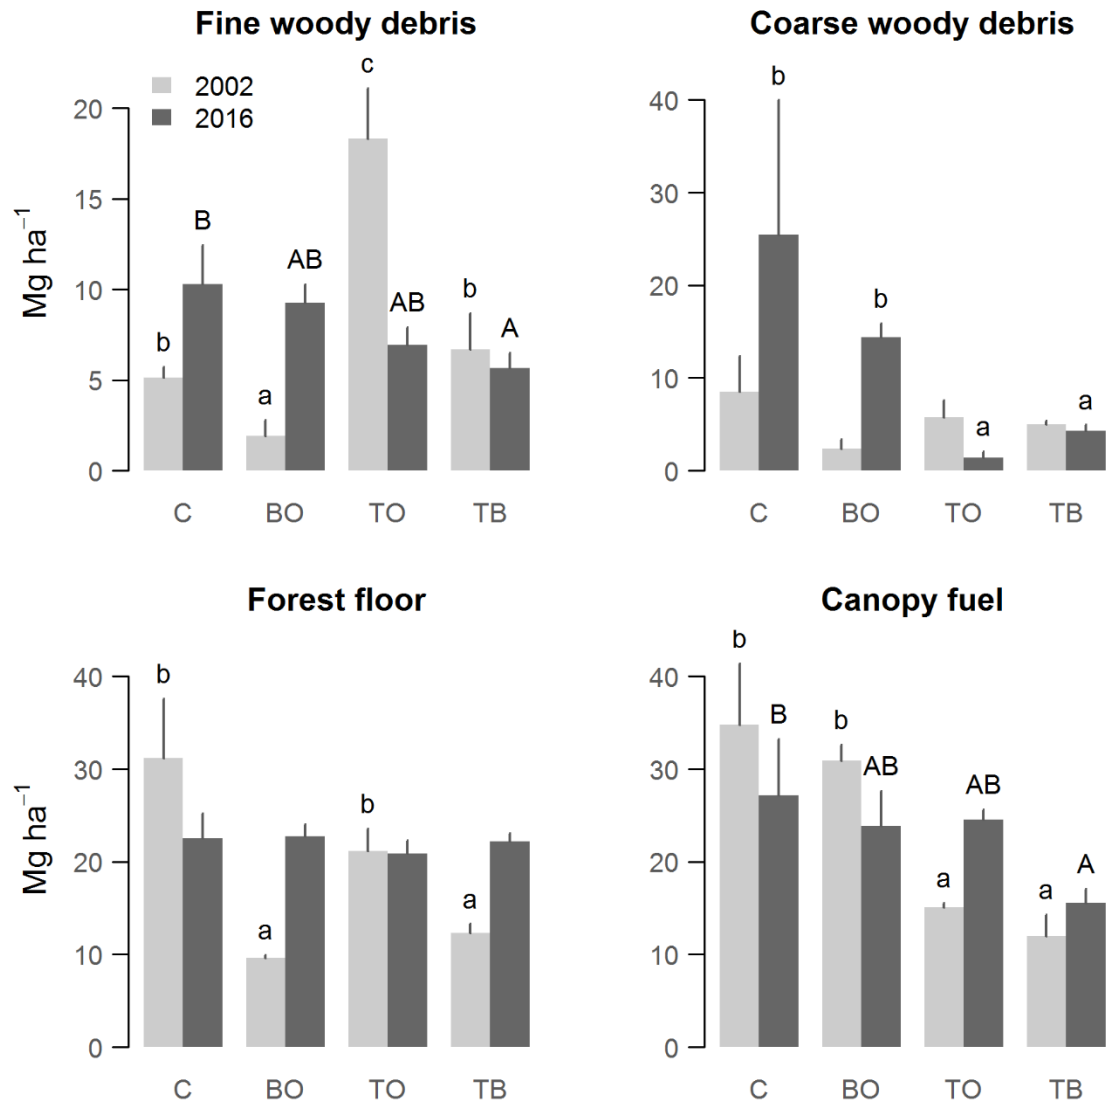 Fine woody debris
Coarse woody debris
2002
2016
Mg ha⁻¹
20
15
10
5
0
b
B
a
AB
c
AB
b
A
C BO TO TB
40
30
20
10
0
b
b
a
a
C BO TO TB
Forest floor
Canopy fuel
Mg ha⁻¹
40
30
20
10
0
b
a
b
a
C BO TO TB
40
30
20
10
0
b
B
b
AB
a
AB
a
A
C BO TO TB